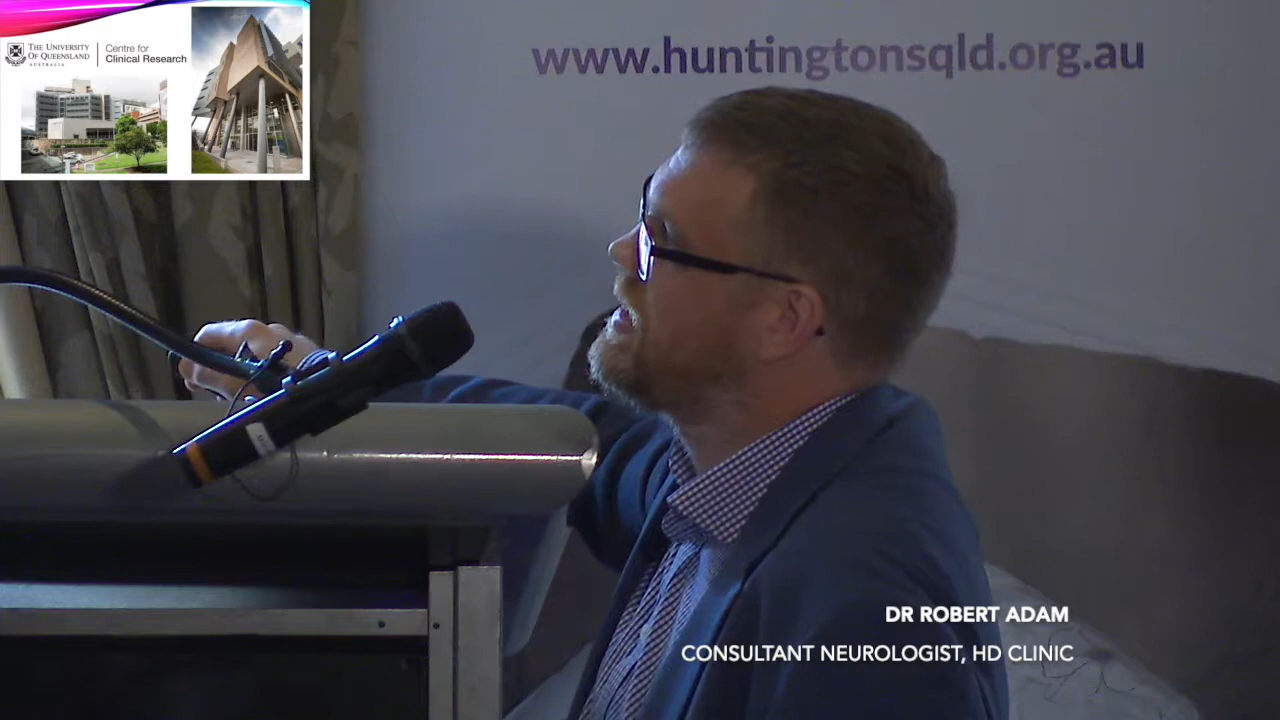 THE UNIVERSITY
OF QUEENSLAND
AUSTRALIA
Centre for
Clinical Research
www.huntingtonsqld.org.au
DR ROBERT ADAM
CONSULTANT NEUROLOGIST, HD CLINIC